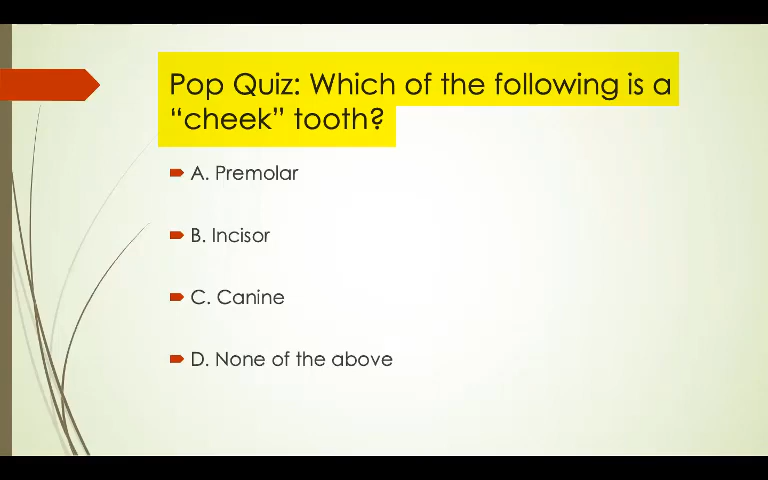 Pop Quiz: Which of the following is a
“cheek” tooth?
A. Premolar
B. Incisor
C. Canine
D. None of the above